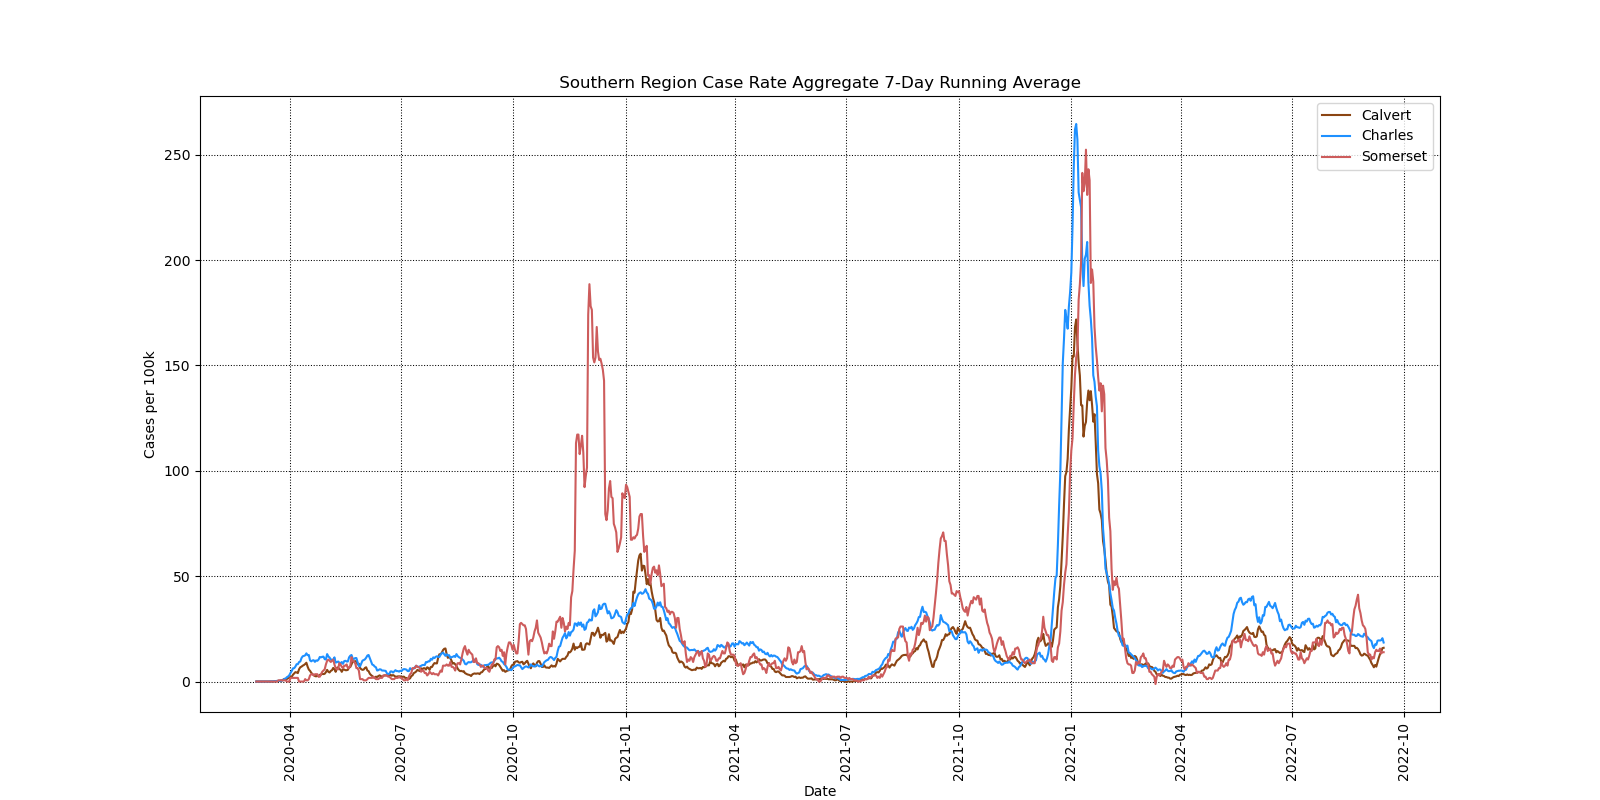 Southern Region Case Rate Aggregate 7-Day Running Average
Calvert
Charles
Somerset
250
200
150
100
50
0
Cases per 100k
2020-04
2020-07
2020-10
2021-01
2021-04
2021-07
2021-10
2022-01
2022-04
2022-07
2022-10
Date